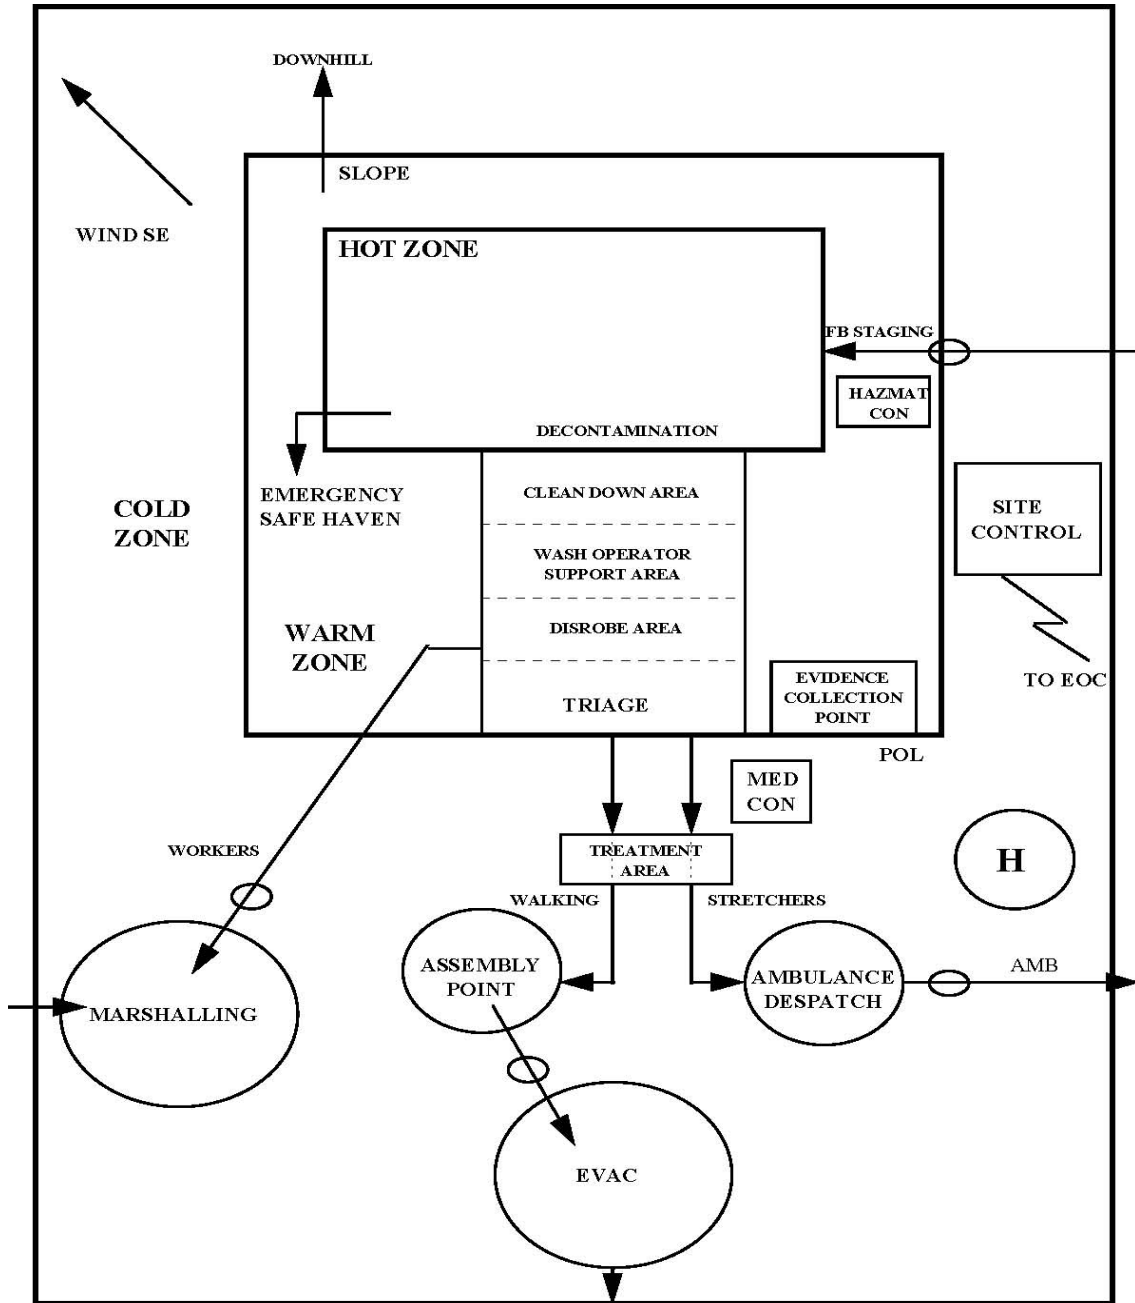 DOWNHILL
SLOPE
WIND SE
HOT ZONE
FB STAGING
HAZMAT
CON
DECONTAMINATION
CLEAN DOWN AREA
EMERGENCY
SAFE HAVEN
COLD
ZONE
SITE
CONTROL
WASH OPERATOR
SUPPORT AREA
DISROBE AREA
WARM
ZONE
TO EOC
EVIDENCE
COLLECTION
POINT
TRIAGE
POL
MED
CON
WORKERS
TREATMENT
AREA
H
WALKING
STRETCHERS
ASSEMBLY
POINT
AMBULANCE
DESPATCH
AMB
MARSHALLING
EVAC